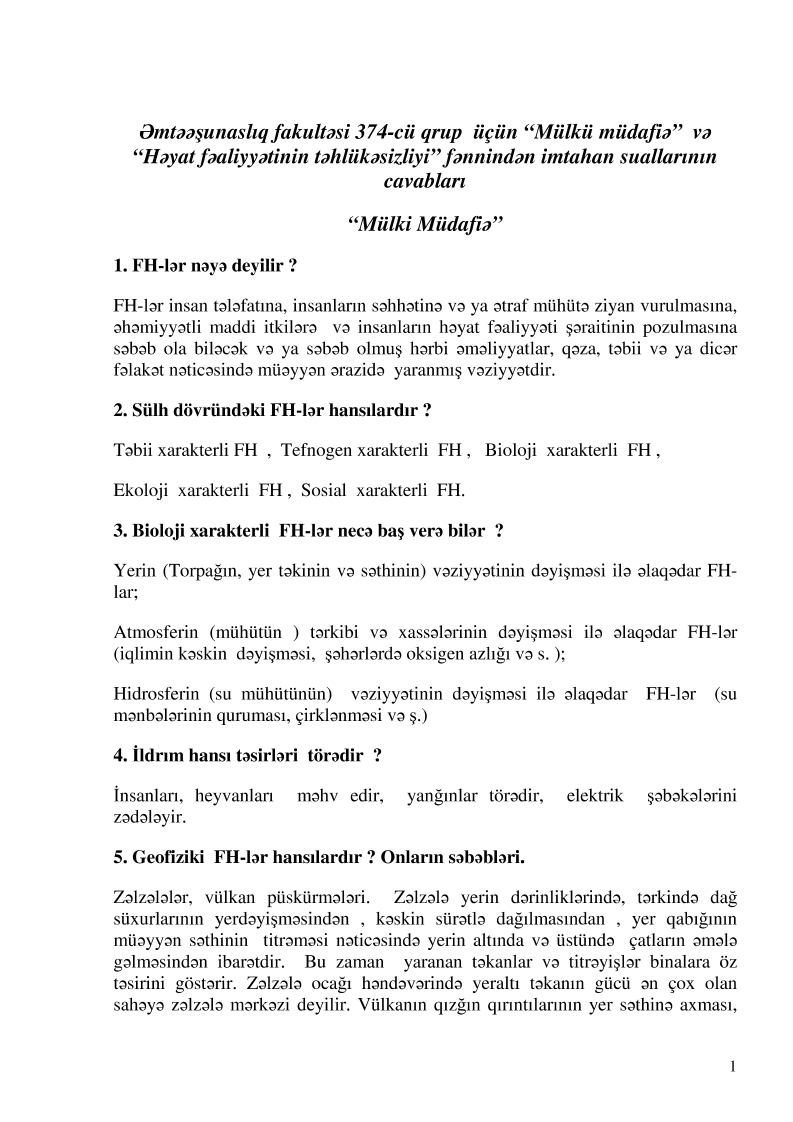 Əmtəəşunaslıq fakultəsi 374-cü qrup üçün “Mülkü müdafiə” və
“Həyat fəaliyyətinin təhlükəsizliyi” fənnindən imtahan suallarının
cavabları
“Mülki Müdafiə”
1. FH-lər nəyə deyilir ?
FH-lər insan tələfatına, insanların səhhətinə və ya ətraf mühütə ziyan vurulmasına,
əhəmiyyətli maddi itkilərə və insanların həyat fəaliyyəti şəraitinin pozulmasına
səbəb ola biləcək və ya səbəb olmuş hərbi əməliyyatlar, qəza, təbii və ya dicər
fəlakət nəticəsində müəyyən ərazidə yaranmış vəziyyətdir.
2. Sülh dövründəki FH-lər hansılardır ?
Təbii xarakterli FH , Tefnogen xarakterli FH , Bioloji xarakterli FH ,
Ekoloji xarakterli FH , Sosial xarakterli FH.
3. Bioloji xarakterli FH-lər necə baş verə bilər ?
Yerin (Torpağın, yer təkinin və səthinin) vəziyyətinin dəyişməsi ilə əlaqədar FH-
lar;
Atmosferin (mühütün ) tərkibi və xassələrinin dəyişməsi ilə əlaqədar FH-lər
(iqlimin kəskin dəyişməsi, şəhərlərdə oksigen azlığı və s. );
Hidrosferin (su mühütünün) vəziyyətinin dəyişməsi ilə əlaqədar FH-lər (su
mənbələrinin quruması, çirklənməsi və ş.)
4. İldrım hansı təsirləri törədir ?
İnsanları, heyvanları məhv edir, yanğınlar törədir, elektrik şəbəkələrini
zədələyir.
5. Geofiziki FH-lər hansılardır ? Onların səbəbləri.
Zəlzələlər, vülkan püskürmələri. Zəlzələ yerin dərinliklərində, tərkində dağ
süxurlarının yerdəyişməsindən , kəskin sürətlə dağılmasından , yer qabığının
müəyyən səthinin titrəməsi nəticəsində yerin altında və üstündə çatların əmələ
gəlməsindən ibarətdir. Bu zaman yaranan təkanlar və titrəyişlər binalara öz
təsirini göstərir. Zəlzələ ocağı həndəvərində yeraltı təkanın gücü ən çox olan
sahəyə zəlzələ mərkəzi deyilir. Vülkanın qızğın qırıntılarının yer səthinə axması,
1